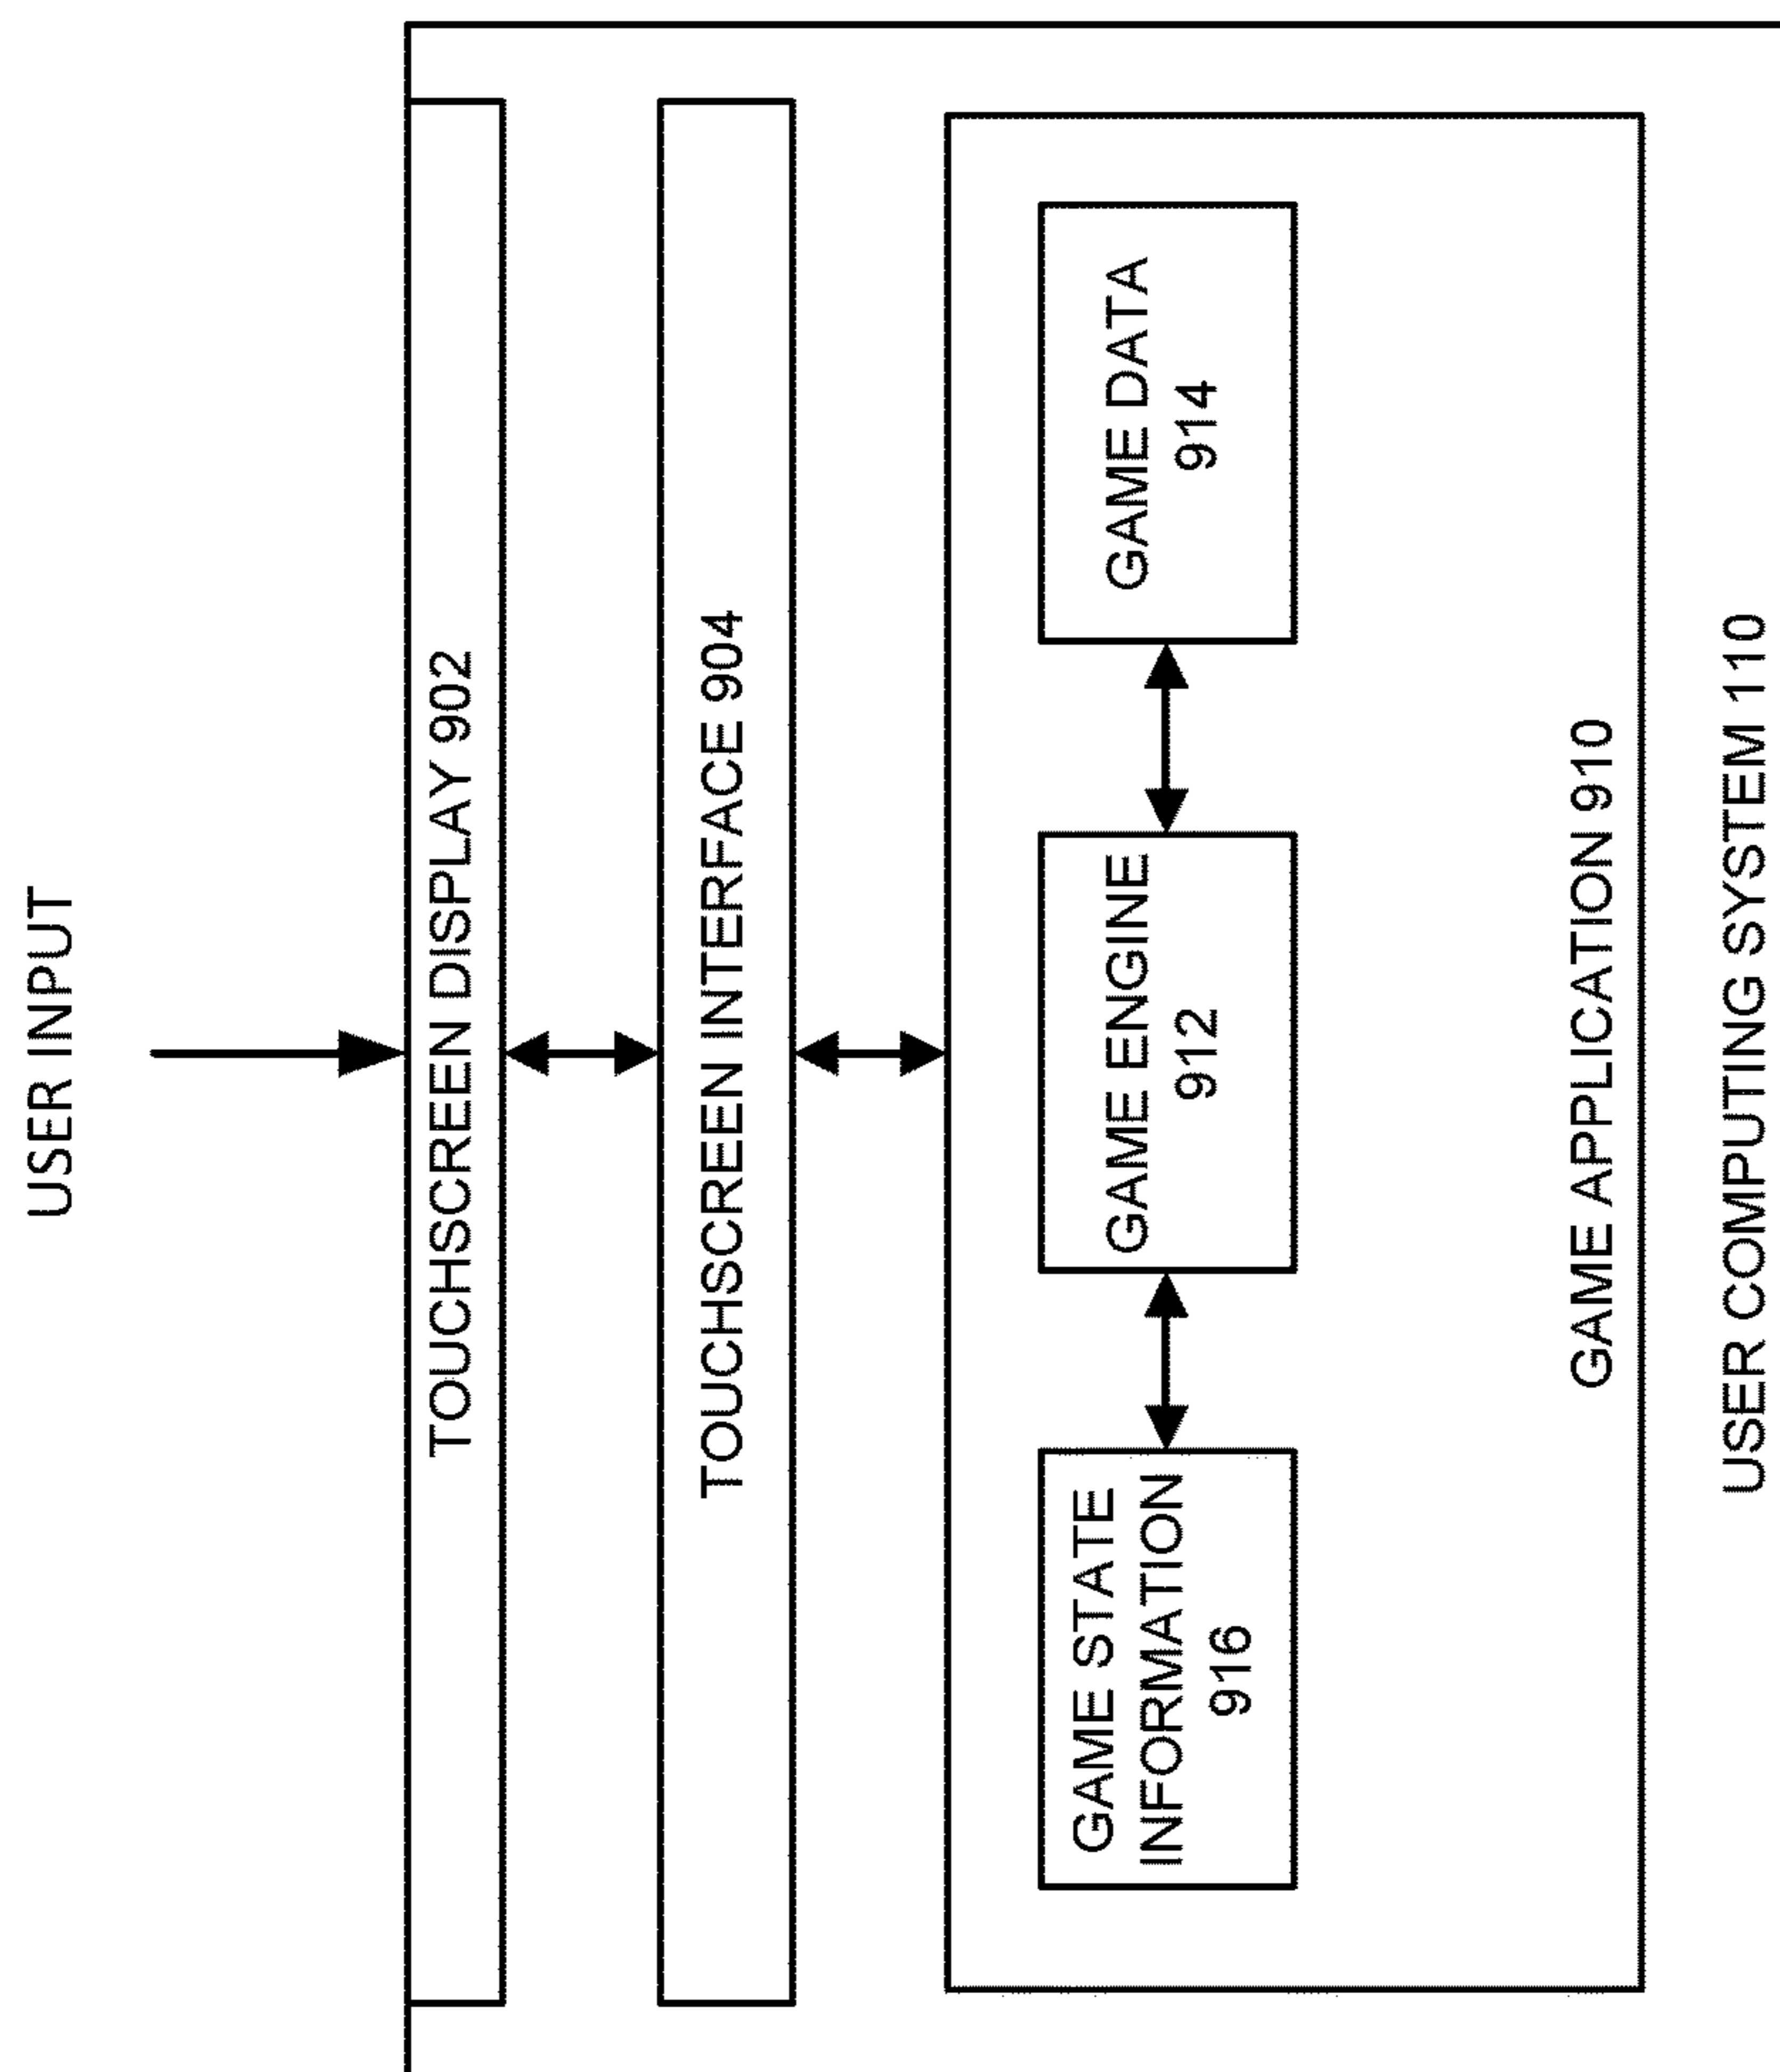 USER INPUT
TOUCHSCREEN DISPLAY 902
TOUCHSCREEN INTERFACE 904
GAME STATE
INFORMATION
916
GAME ENGINE
912
GAME DATA
914
GAME APPLICATION 910
USER COMPUTING SYSTEM 110